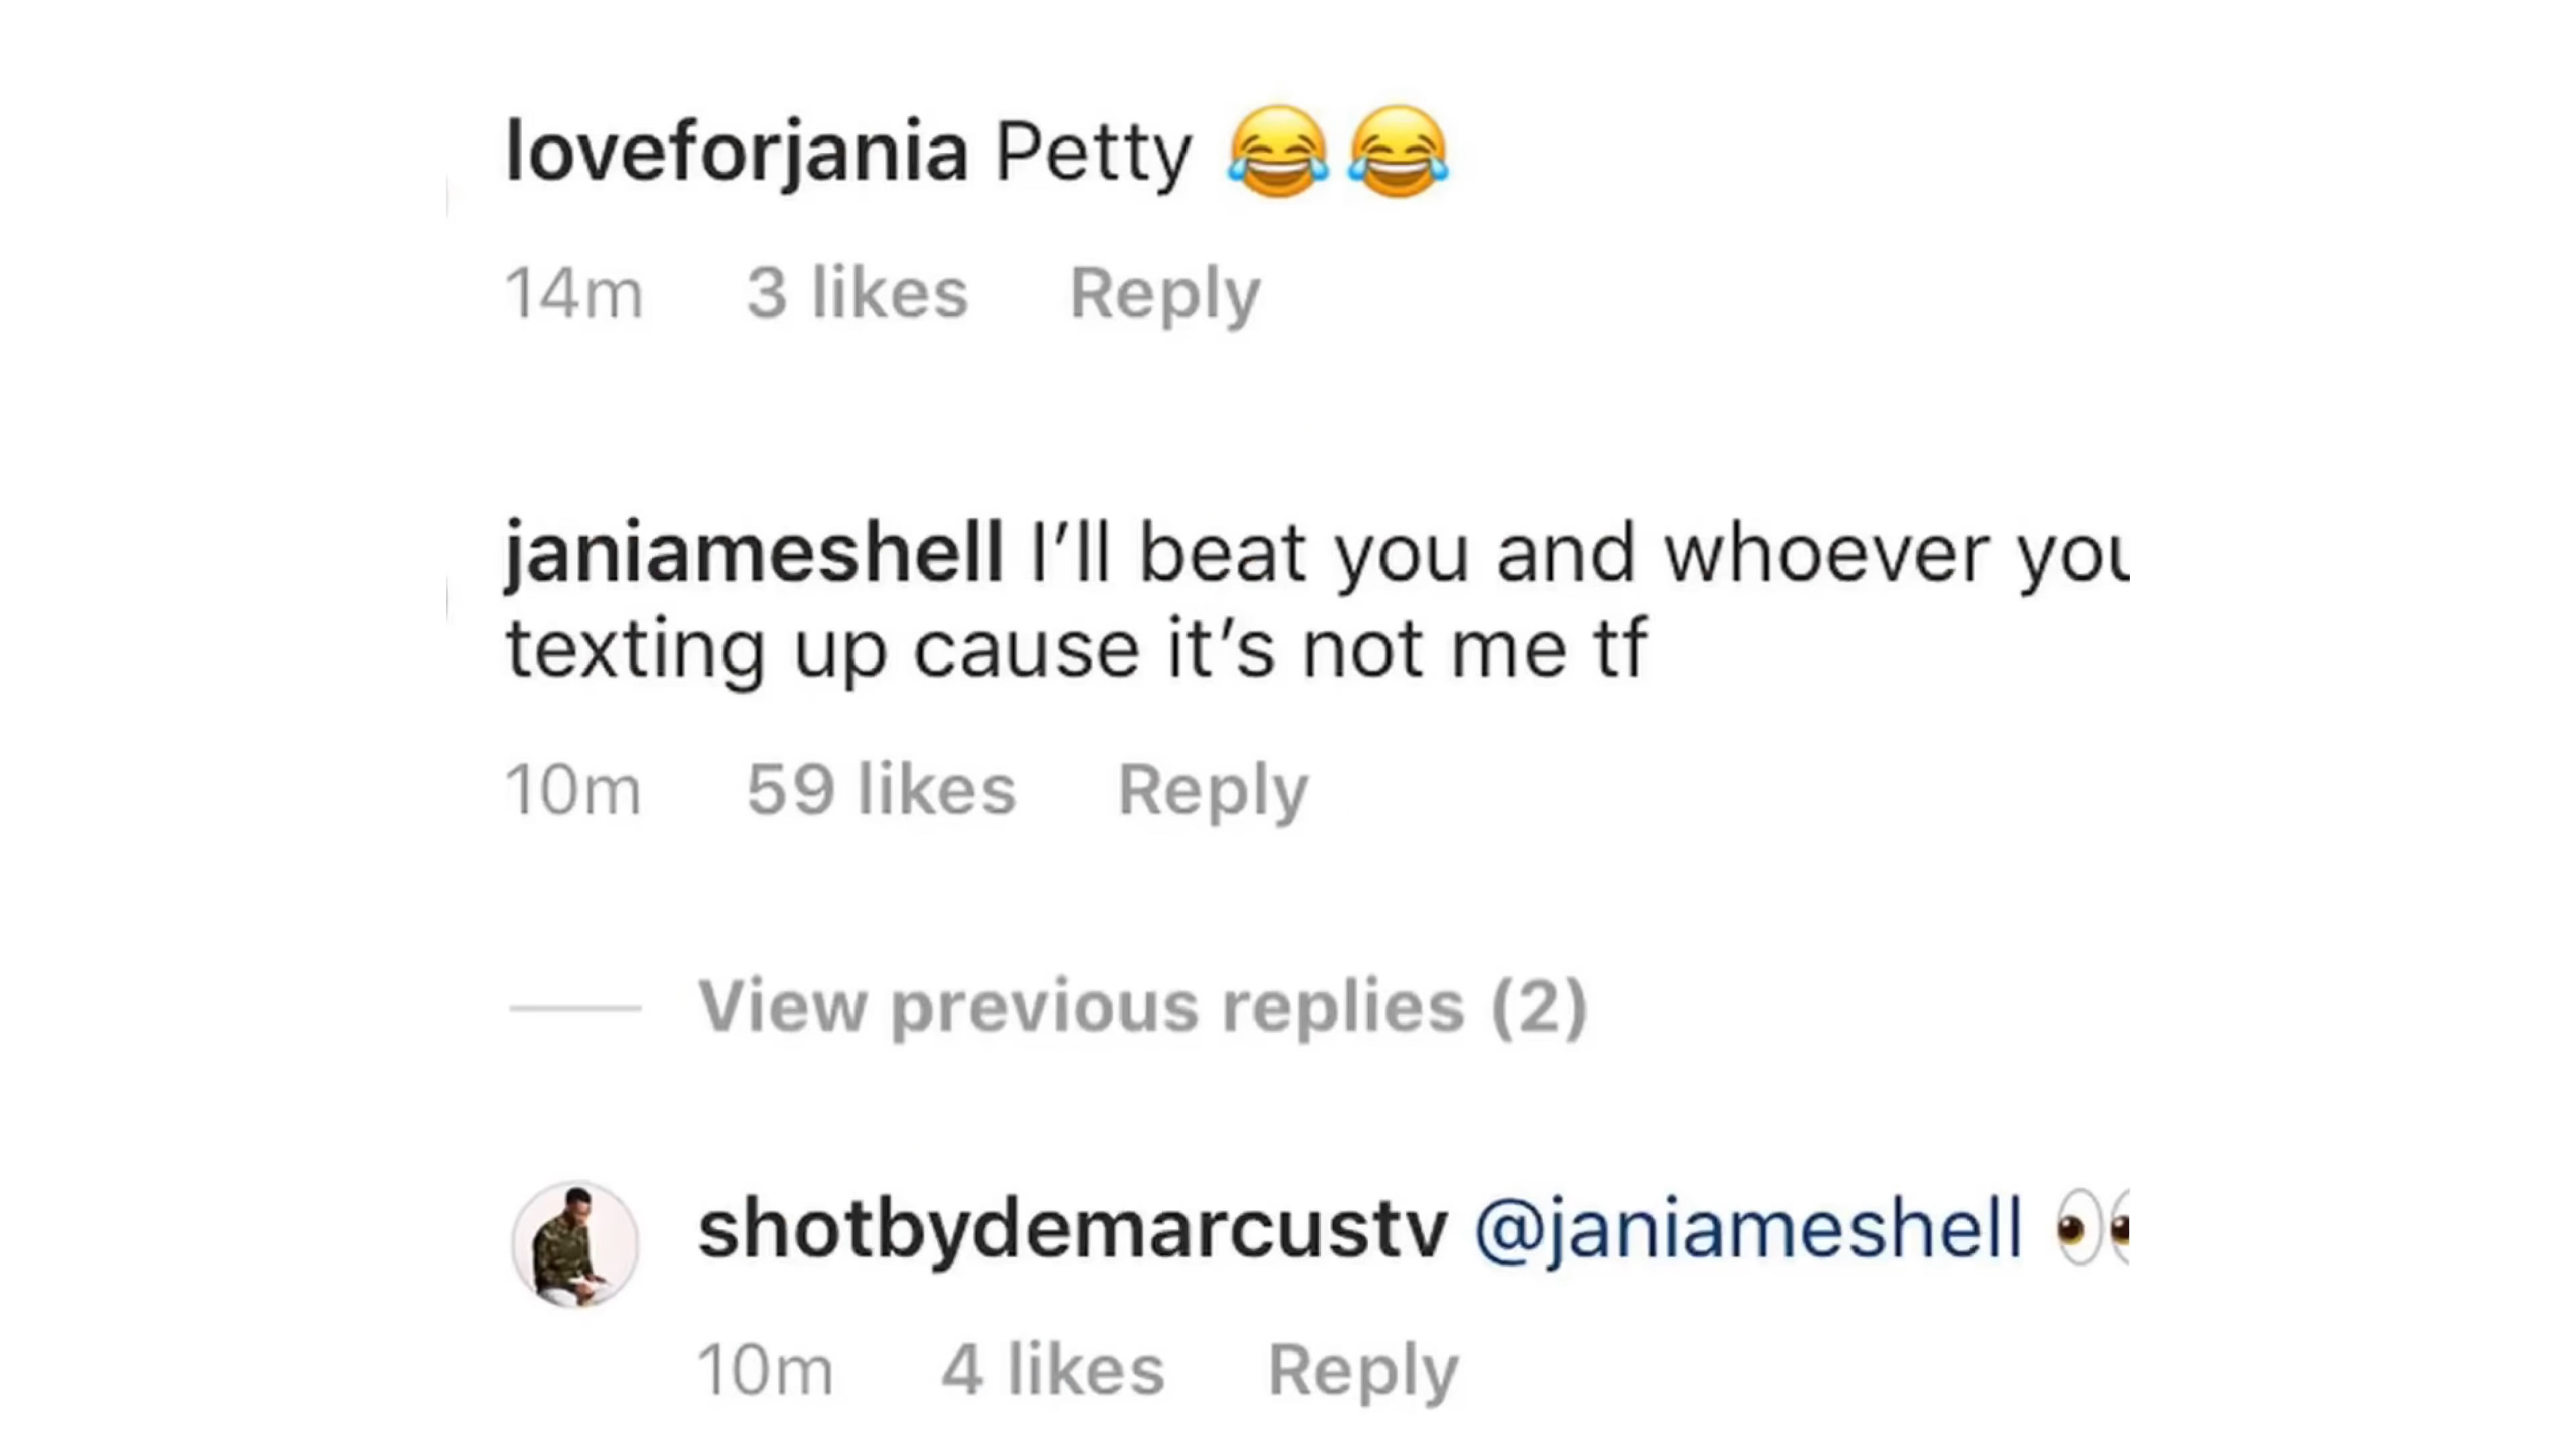 loveforjania Petty 😂😂
14m 3 likes Reply
janiameshell I’ll beat you and whoever you
texting up cause it’s not me tf
10m 59 likes Reply
View previous replies (2)
shotbydemarcustv @janiameshell 👀
10m 4 likes Reply